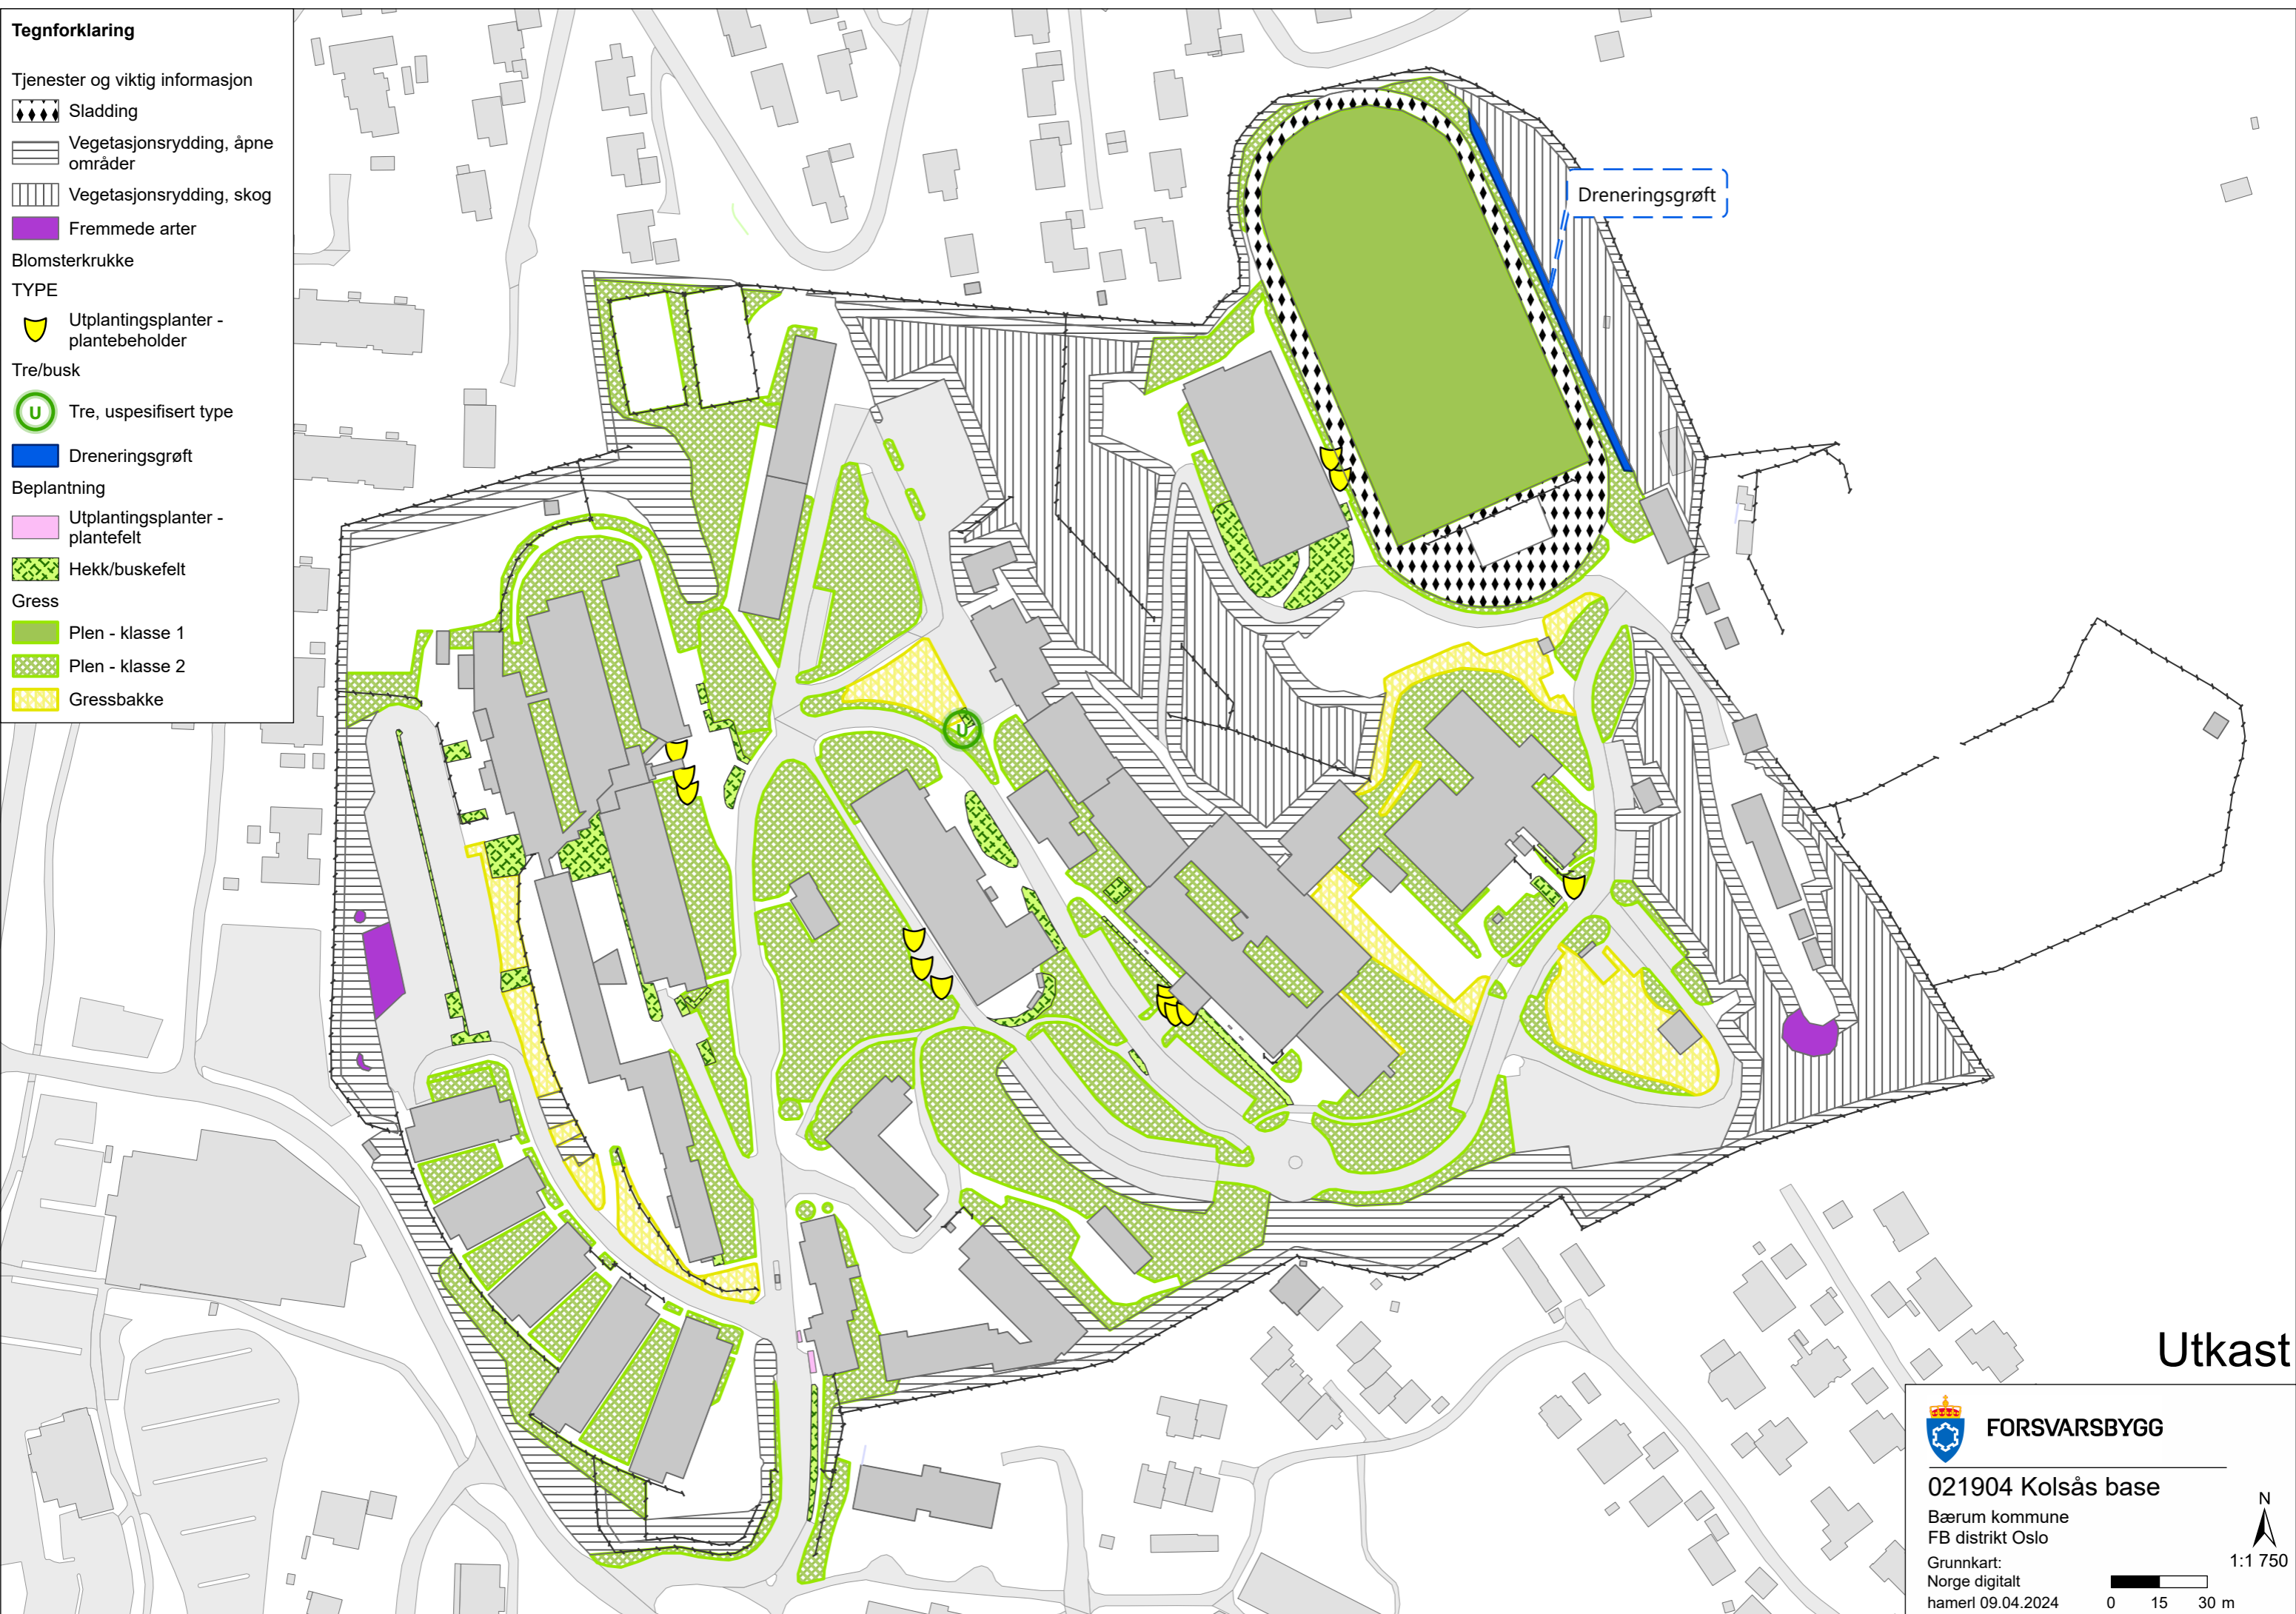 Tegnforklaring
Tjenester og viktig informasjon
Sladding
Vegetasjonsrydding, åpne
områder
Vegetasjonsrydding, skog
Fremmede arter
Blomsterkrukke
TYPE
Utplantingsplanter -
plantebeholder
Tre/busk
U
Tre, uspesifisert type
Dreneringsgrøft
Beplantning
Utplantingsplanter -
plantefelt
Hekk/buskefelt
Gress
Plen - klasse 1
Plen - klasse 2
Gressbakke
Dreneringsgrøft
U
Utkast
FORSVARSBYGG
021904 Kolsås base
Bærum kommune
FB distrikt Oslo
Grunnkart:
Norge digitalt
hamerl 09.04.2024
N
1:1 750
0 15 30 m